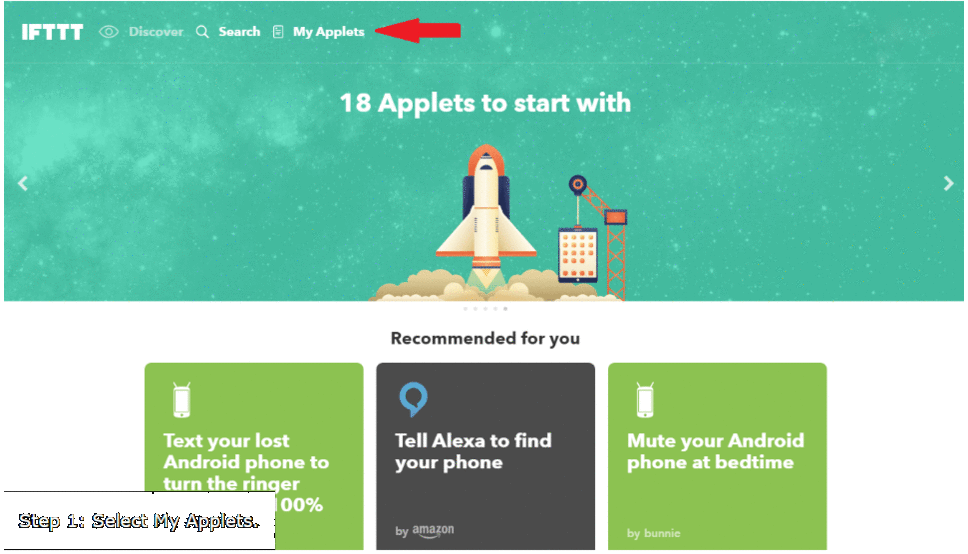 IFTTT Discover Search My Applets
18 Applets to start with
Recommended for you
Text your lost
Android phone to
turn the ringer
100%
Tell Alexa to find
your phone
by amazon
Mute your Android
phone at bedtime
by bunnie
Step 1: Select My Applets.